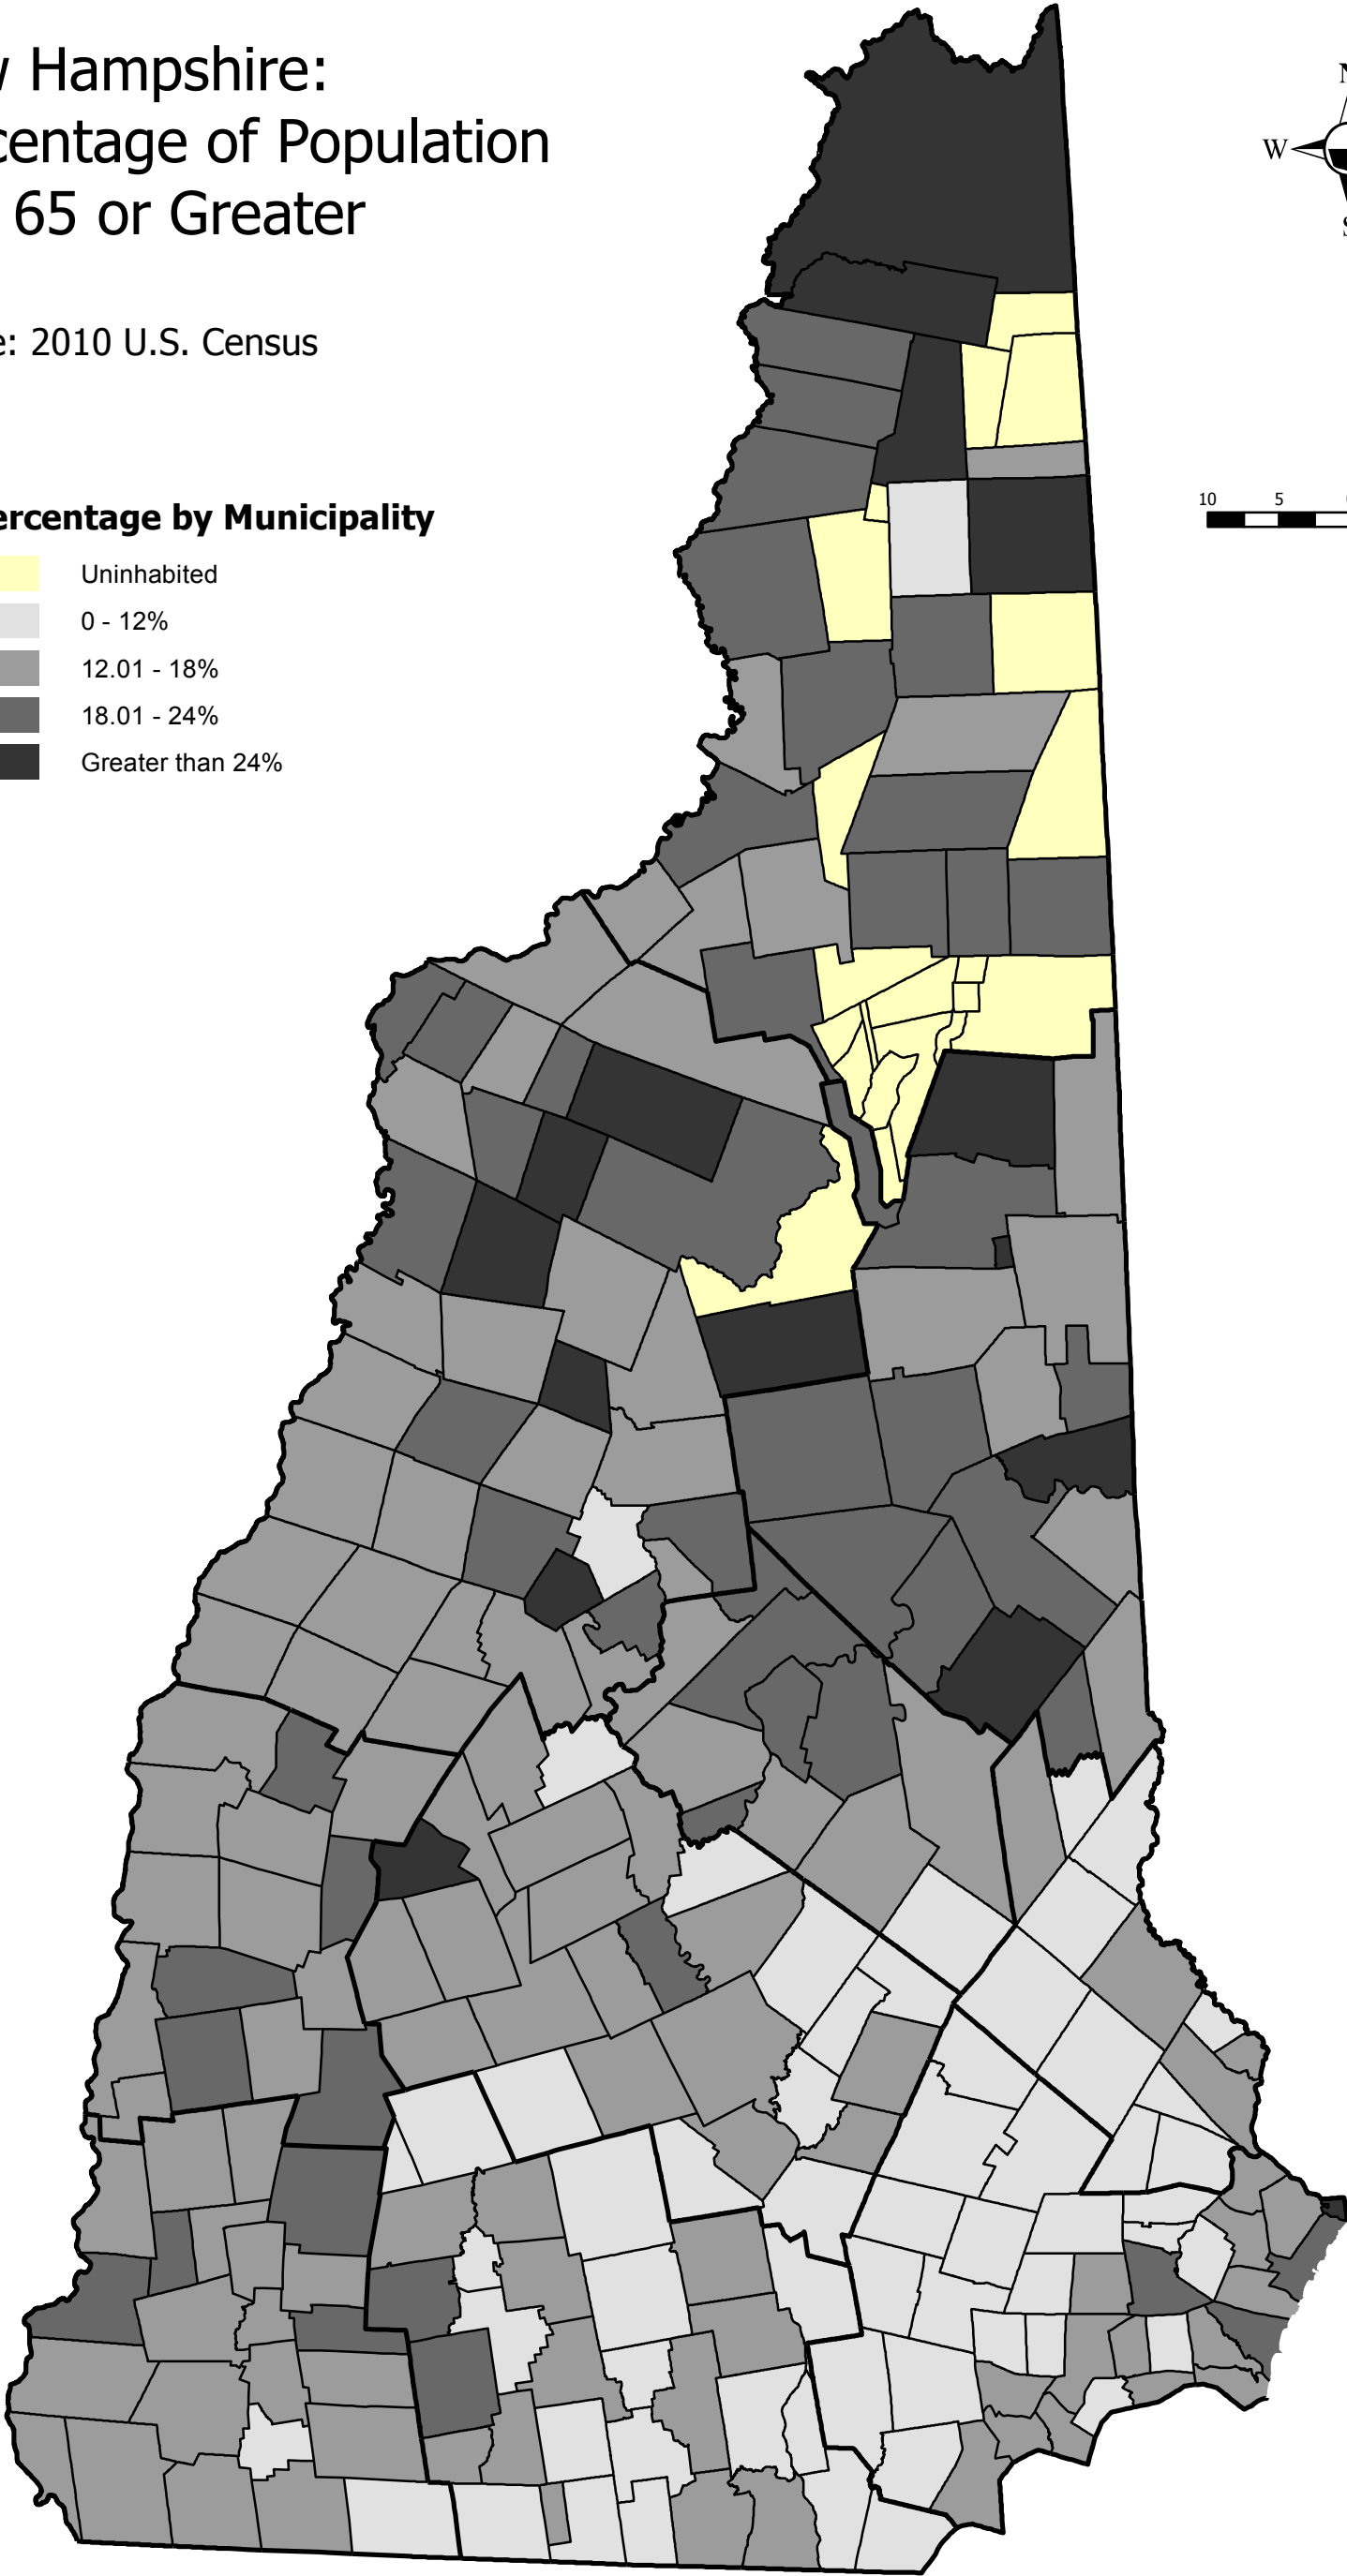 w Hampshire:
centage of Population
65 or Greater
e: 2010 U.S. Census
ercentage by Municipality
Uninhabited
0 - 12%
12.01 - 18%
18.01 - 24%
Greater than 24%
N
W
S
10 5